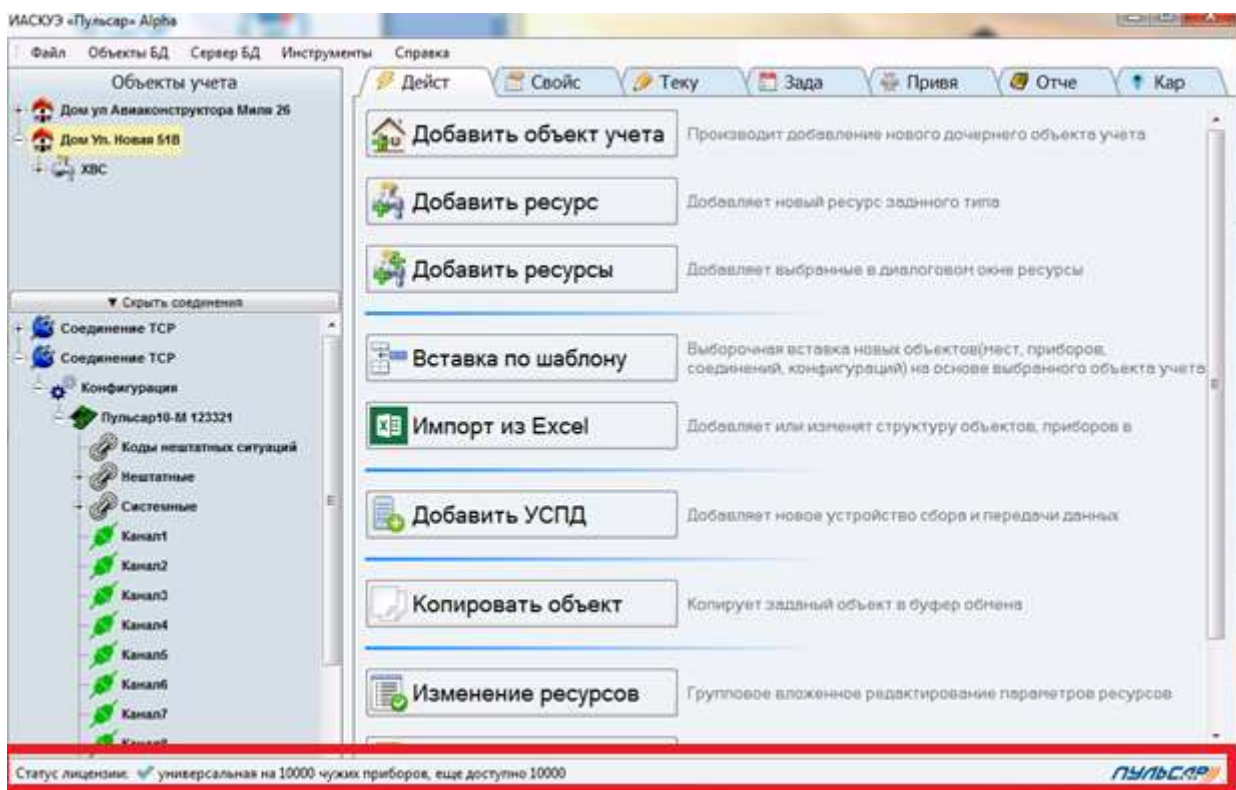 ИАСКУЭ «Пульсар» Alpha
Файл Объекты БД Сервер БД Инструменты Справка
Объекты учета
Дом ул Авиаконструктора Миля 26
Дом Ул. Новая 51В
ХВС
▼ Скрыть соединения
Соединение TCP
Соединение TCP
Конфигурация
Пульсар10-М 123321
Коды нештатных ситуаций
Нештатные
Системные
Канал1
Канал2
Канал3
Канал4
Канал5
Канал6
Канал7
Канал8
Дейст Свойс Теку Зада Привя Отче Кар
Добавить объект учета Производит добавление нового дочернего объекта учета
Добавить ресурс Добавляет новый ресурс заднного типа
Добавить ресурсы Добавляет выбранные в диалоговом окне ресурсы
Вставка по шаблону Выборочная вставка новых объектов(мест, приборов,
соединений, конфигураций) на основе выбранного объекта учета
Импорт из Excel Добавляет или изменят структуру объектов, приборов в
Добавить УСПД Добавляет новое устройство сбора и передачи данных
Копировать объект Копирует заданый объект в буфер обмена
Изменение ресурсов Групповое вложенное редактирование параметров ресурсов
Статус лицензии: универсальная на 10000 чужих приборов, еще доступно 10000
ПУЛЬСАР